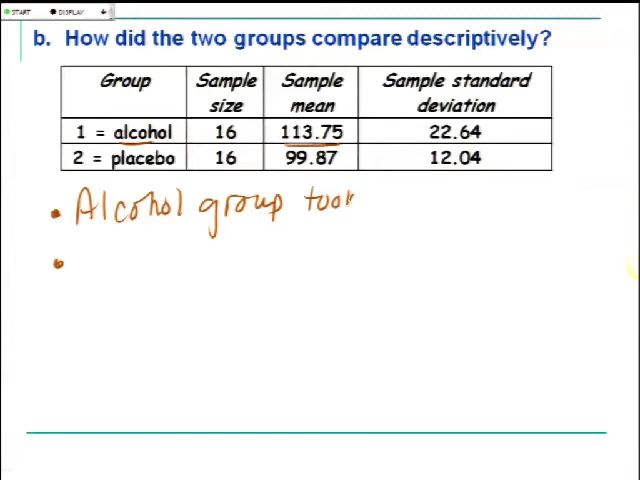 START DISPLAY
b. How did the two groups compare descriptively?
Group Sample size Sample mean Sample standard deviation
1 = alcohol 16 113.75 22.64
2 = placebo 16 99.87 12.04
• Alcohol group took
•